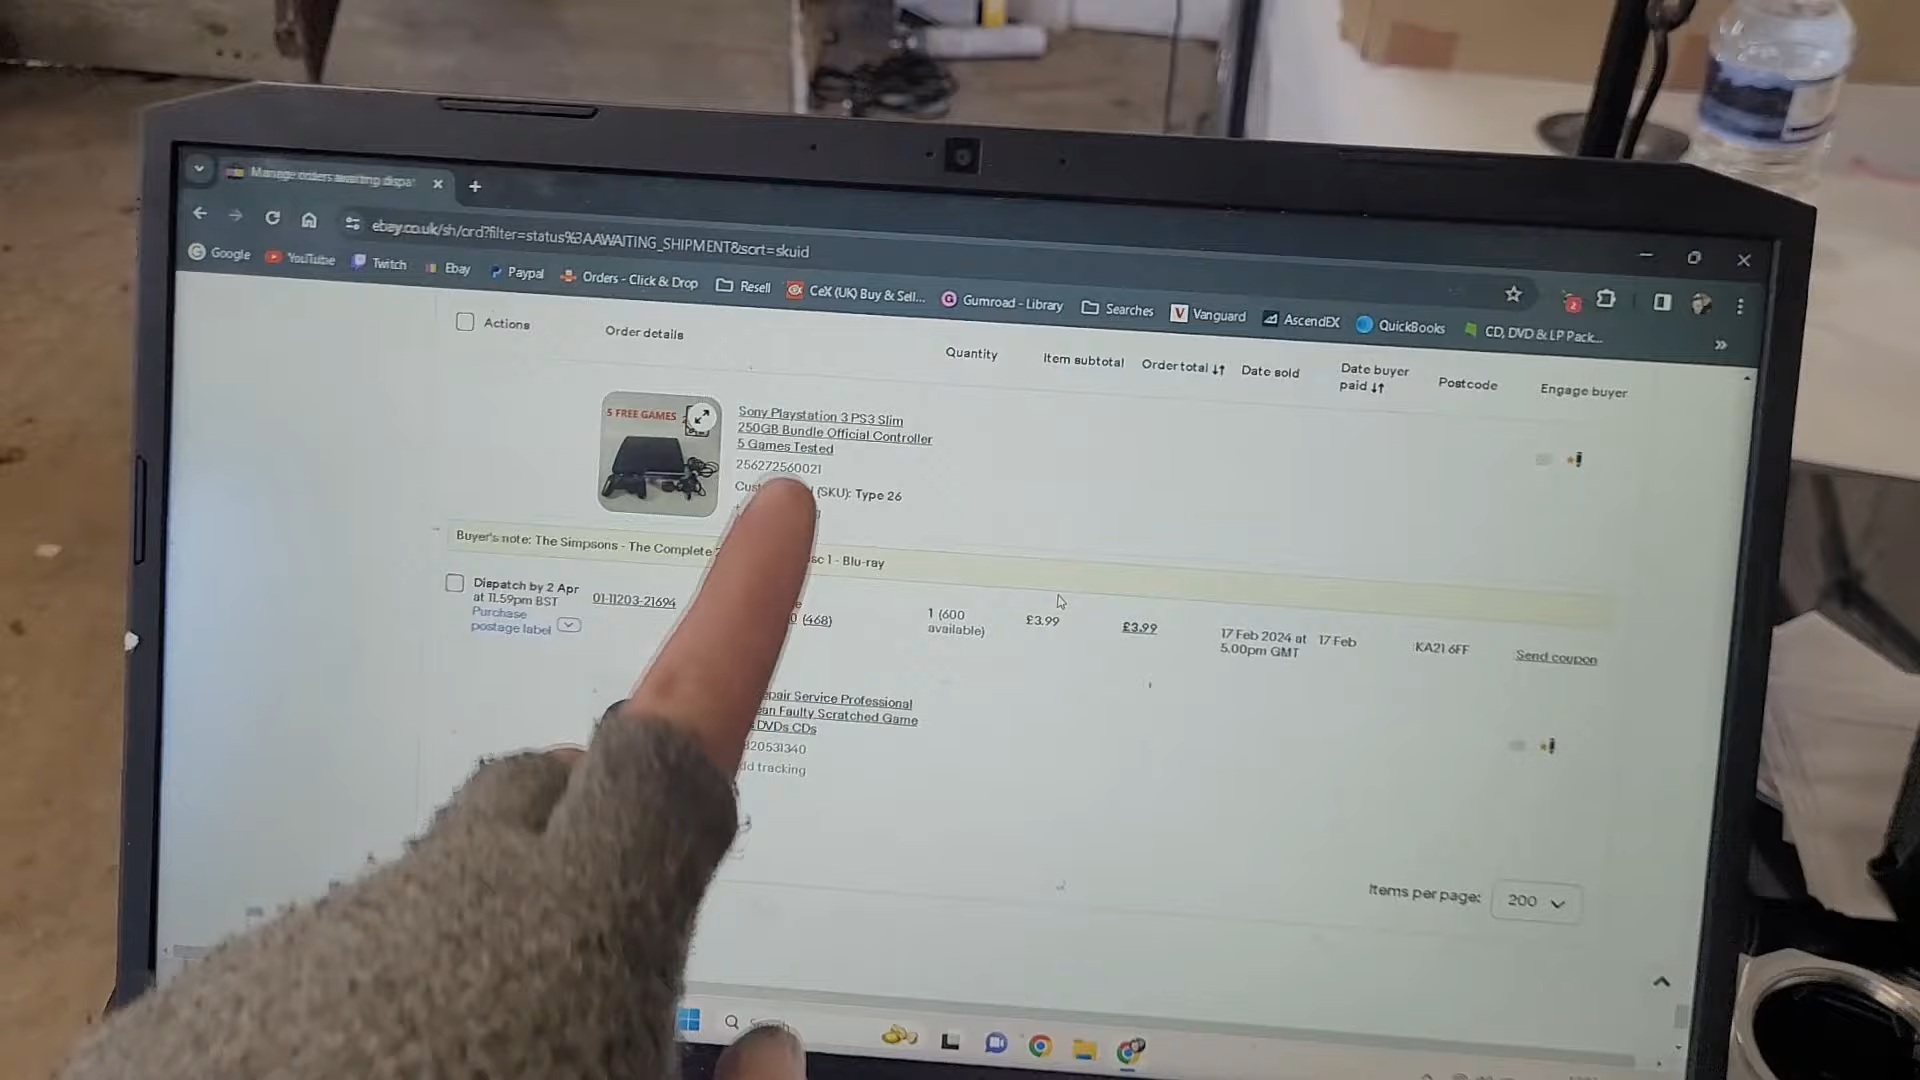 Manage orders awaiting dispa
ebay.co.uk/sh/ord?filter=status%3AAWAITING_SHIPMENT&sort=skuid
Google YouTube Twitch Ebay Paypal Orders - Click & Drop Resell CeX (UK) Buy & Sell... Gumroad - Library Searches Vanguard AscendEX QuickBooks CD, DVD & LP Pack...
2
Actions Order details Quantity Item subtotal Order total Date sold Date buyer paid Postcode Engage buyer
5 FREE GAMES
Sony Playstation 3 PS3 Slim
250GB Bundle Official Controller
5 Games Tested
256272560021
(SKU): Type 26
Buyer's note: The Simpsons - The Complete 1 - Blu-ray
Dispatch by 2 Apr
at 11.59pm BST
Purchase
postage label
01-11203-21694
(468)
1 (600
available)
£3.99
£3.99
17 Feb 2024 at
5.00pm GMT
17 Feb
KA21 6FF
Send coupon
Service Professional
Faulty Scratched Game
DVDs CDs
820531340
tracking
Items per page: 200
Search